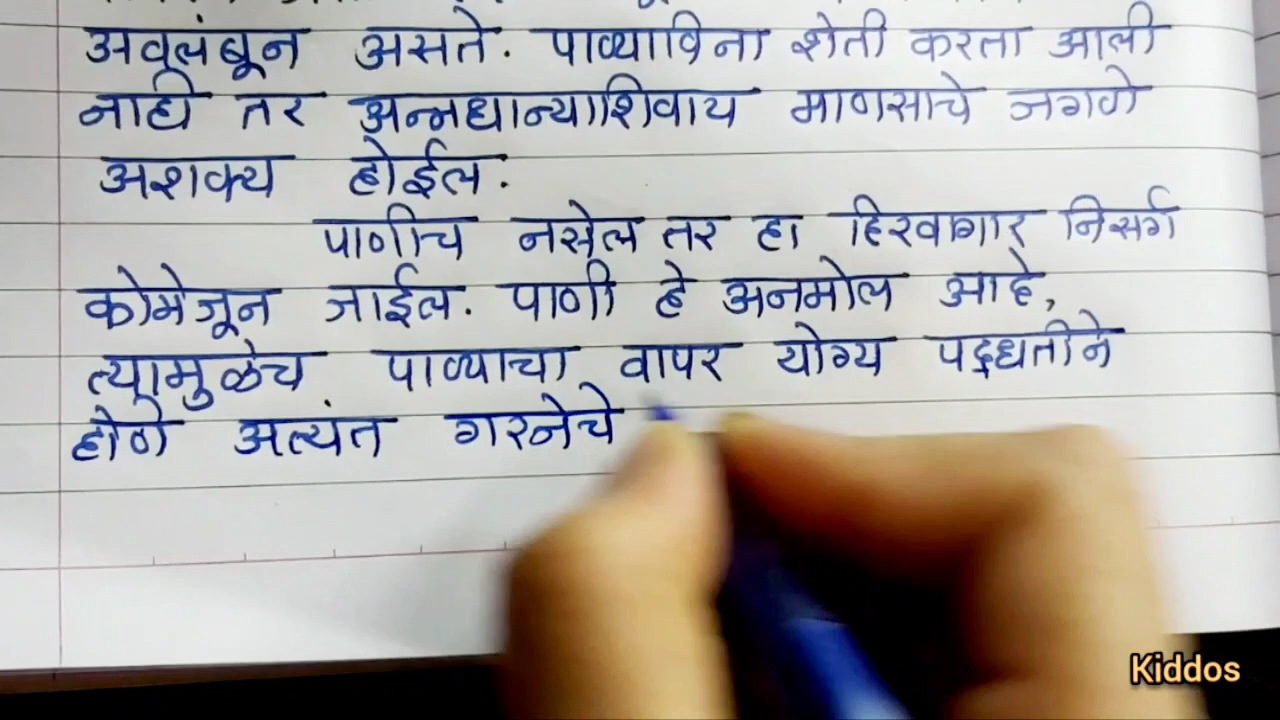 अवलंबून असते. पाण्याविना शेती करता आली
नाही तर अन्नधान्याशिवाय माणसाचे जगणे
अशक्य होईल.
पाणीच नसेल तर हा हिरवागार निसर्ग
कोमेजून जाईल. पाणी हे अनमोल आहे,
त्यामुळेच पाण्याचा वापर योग्य पद्धतीने
होणे अत्यंत गरजेचे
Kiddos